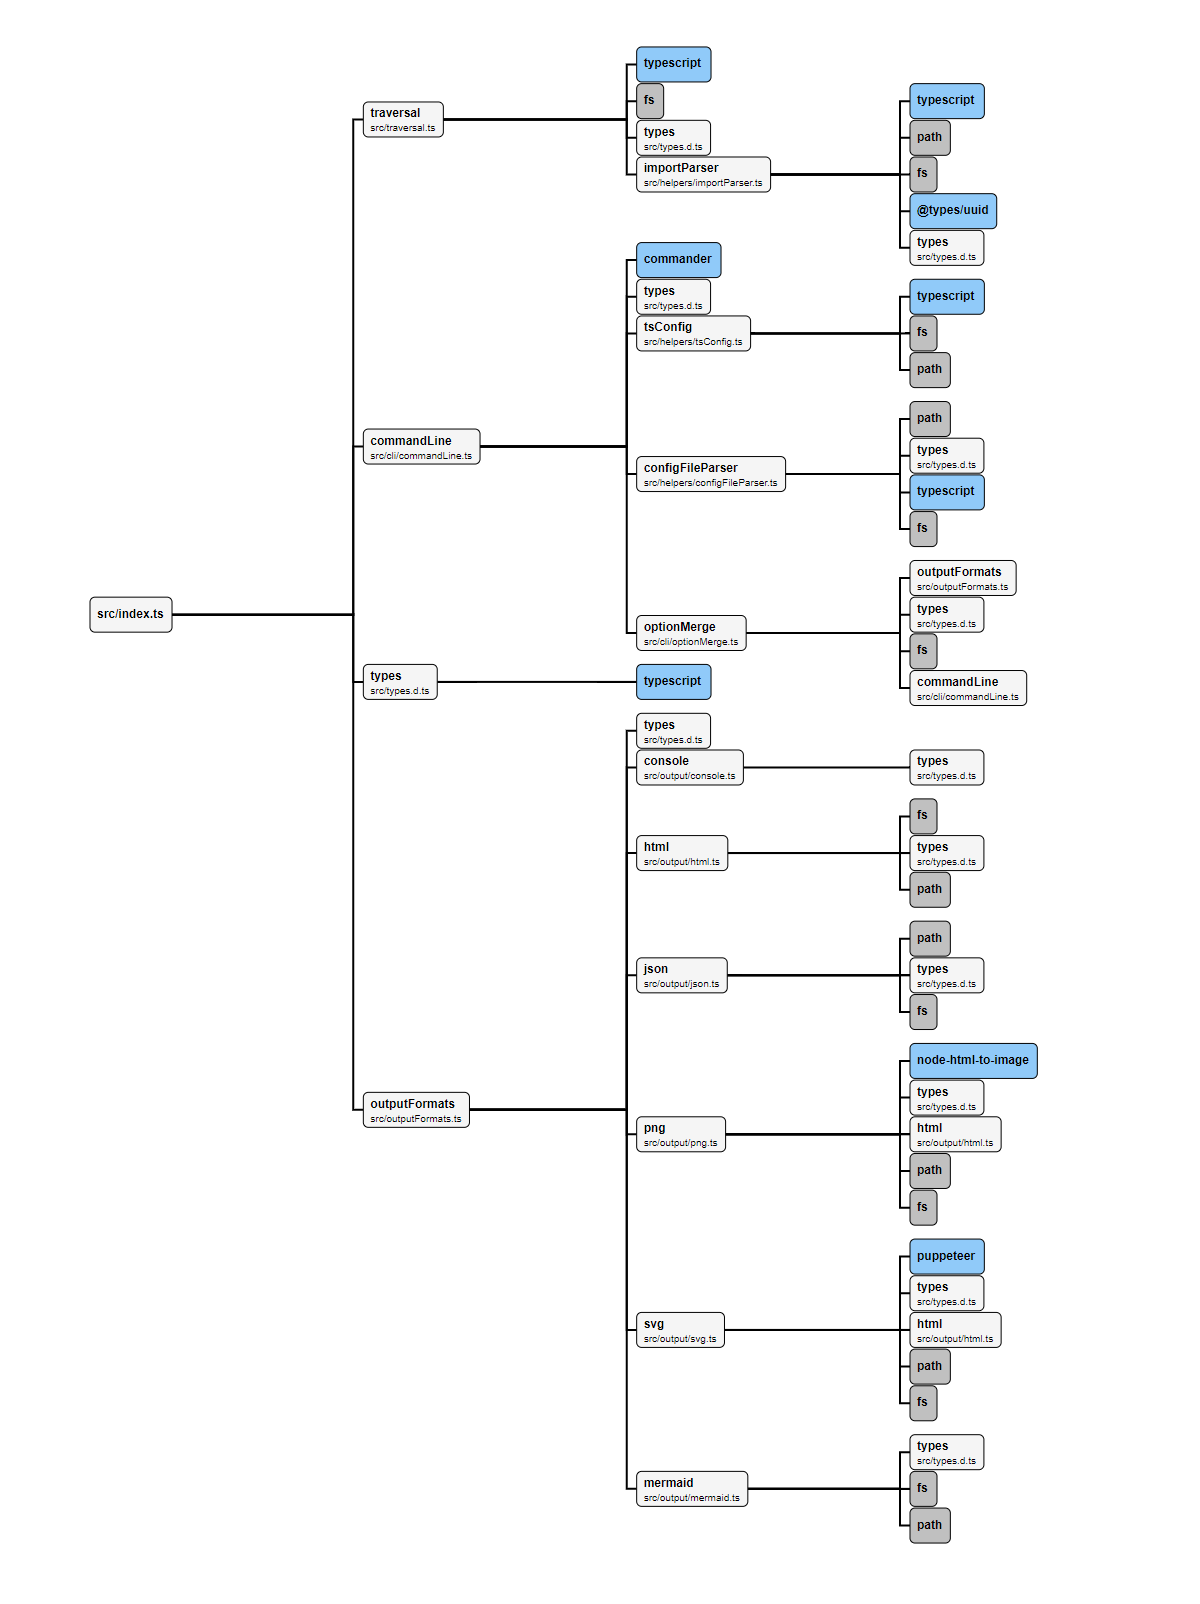 src/index.ts
traversal
src/traversal.ts
typescript
fs
types
src/types.d.ts
importParser
src/helpers/importParser.ts
typescript
path
fs
@types/uuid
types
src/types.d.ts
commandLine
src/cli/commandLine.ts
commander
types
src/types.d.ts
tsConfig
src/helpers/tsConfig.ts
typescript
fs
path
configFileParser
src/helpers/configFileParser.ts
path
types
src/types.d.ts
typescript
fs
optionMerge
src/cli/optionMerge.ts
outputFormats
src/outputFormats.ts
types
src/types.d.ts
fs
commandLine
src/cli/commandLine.ts
types
src/types.d.ts
typescript
outputFormats
src/outputFormats.ts
types
src/types.d.ts
console
src/output/console.ts
types
src/types.d.ts
html
src/output/html.ts
fs
types
src/types.d.ts
path
json
src/output/json.ts
path
types
src/types.d.ts
fs
png
src/output/png.ts
node-html-to-image
types
src/types.d.ts
html
src/output/html.ts
path
fs
svg
src/output/svg.ts
puppeteer
types
src/types.d.ts
html
src/output/html.ts
path
fs
mermaid
src/output/mermaid.ts
types
src/types.d.ts
fs
path